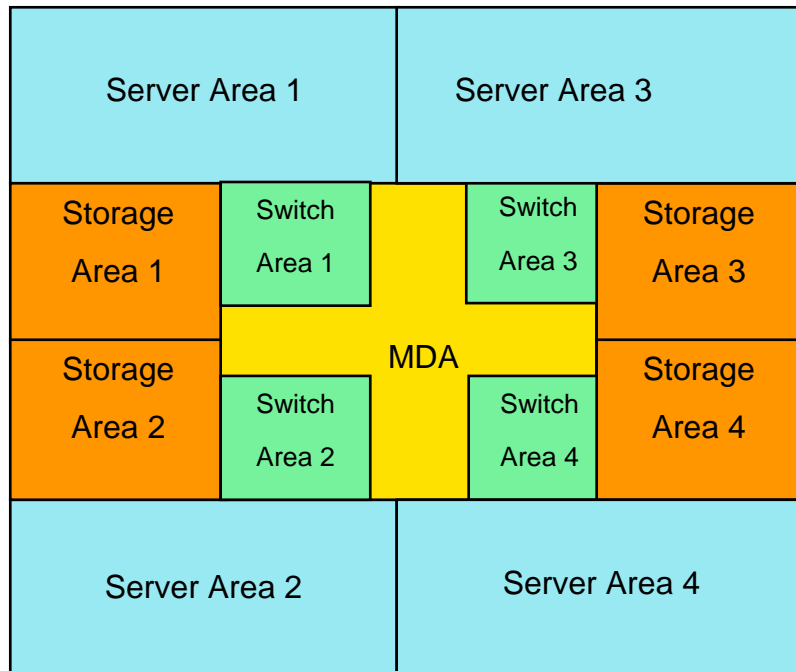 Server Area 1
Server Area 3
Storage
Area 1
Switch
Area 1
Switch
Area 3
Storage
Area 3
MDA
Storage
Area 2
Switch
Area 2
Switch
Area 4
Storage
Area 4
Server Area 2
Server Area 4